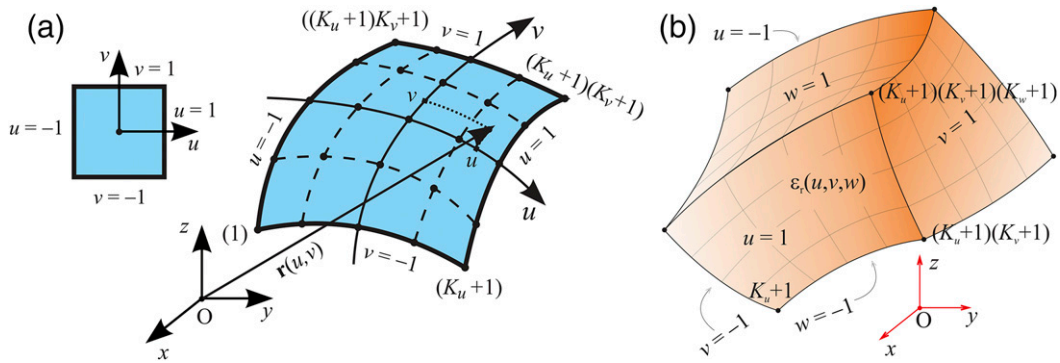 (a)
v
v = 1
u = 1
u = −1
u
v = −1
((K_u+1)K_v+1)
v = 1
v
(K_u+1)(K_v+1)
v
u = −1
u
u = 1
u
(1)
r(u,v)
v = −1
(K_u+1)
z
O
y
x
(b)
u = −1
w = 1
(K_u+1)(K_v+1)(K_w+1)
v = 1
ε_r(u,v,w)
u = 1
(K_u+1)(K_v+1)
K_u+1
v = −1
w = −1
z
O
y
x